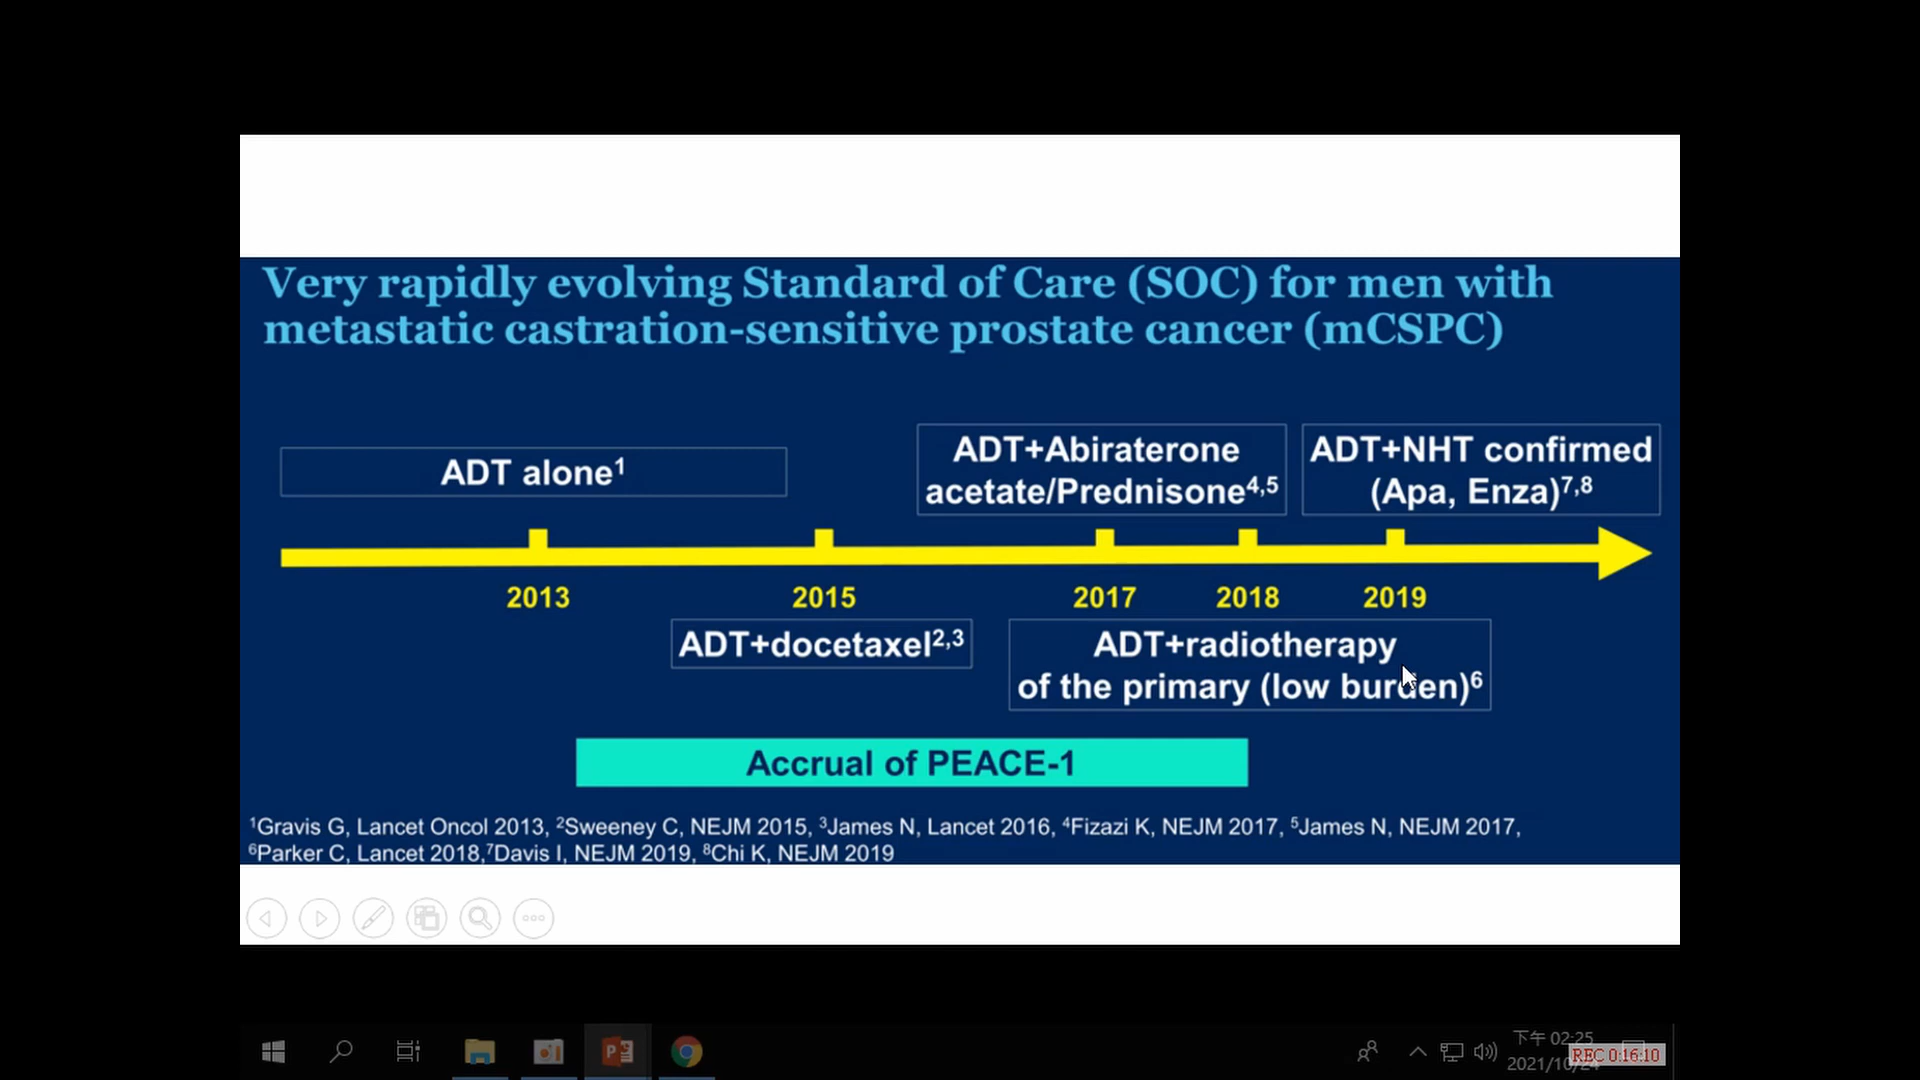 Very rapidly evolving Standard of Care (SOC) for men with
metastatic castration-sensitive prostate cancer (mCSPC)
ADT alone¹
ADT+Abiraterone
acetate/Prednisone⁴,⁵
ADT+NHT confirmed
(Apa, Enza)⁷,⁸
2013
2015
2017
2018
2019
ADT+docetaxel²,³
ADT+radiotherapy
of the primary (low burden)⁶
Accrual of PEACE-1
¹Gravis G, Lancet Oncol 2013, ²Sweeney C, NEJM 2015, ³James N, Lancet 2016, ⁴Fizazi K, NEJM 2017, ⁵James N, NEJM 2017,
⁶Parker C, Lancet 2018,⁷Davis I, NEJM 2019, ⁸Chi K, NEJM 2019
下午 02:25
2021/10/24
REC 0:16:10